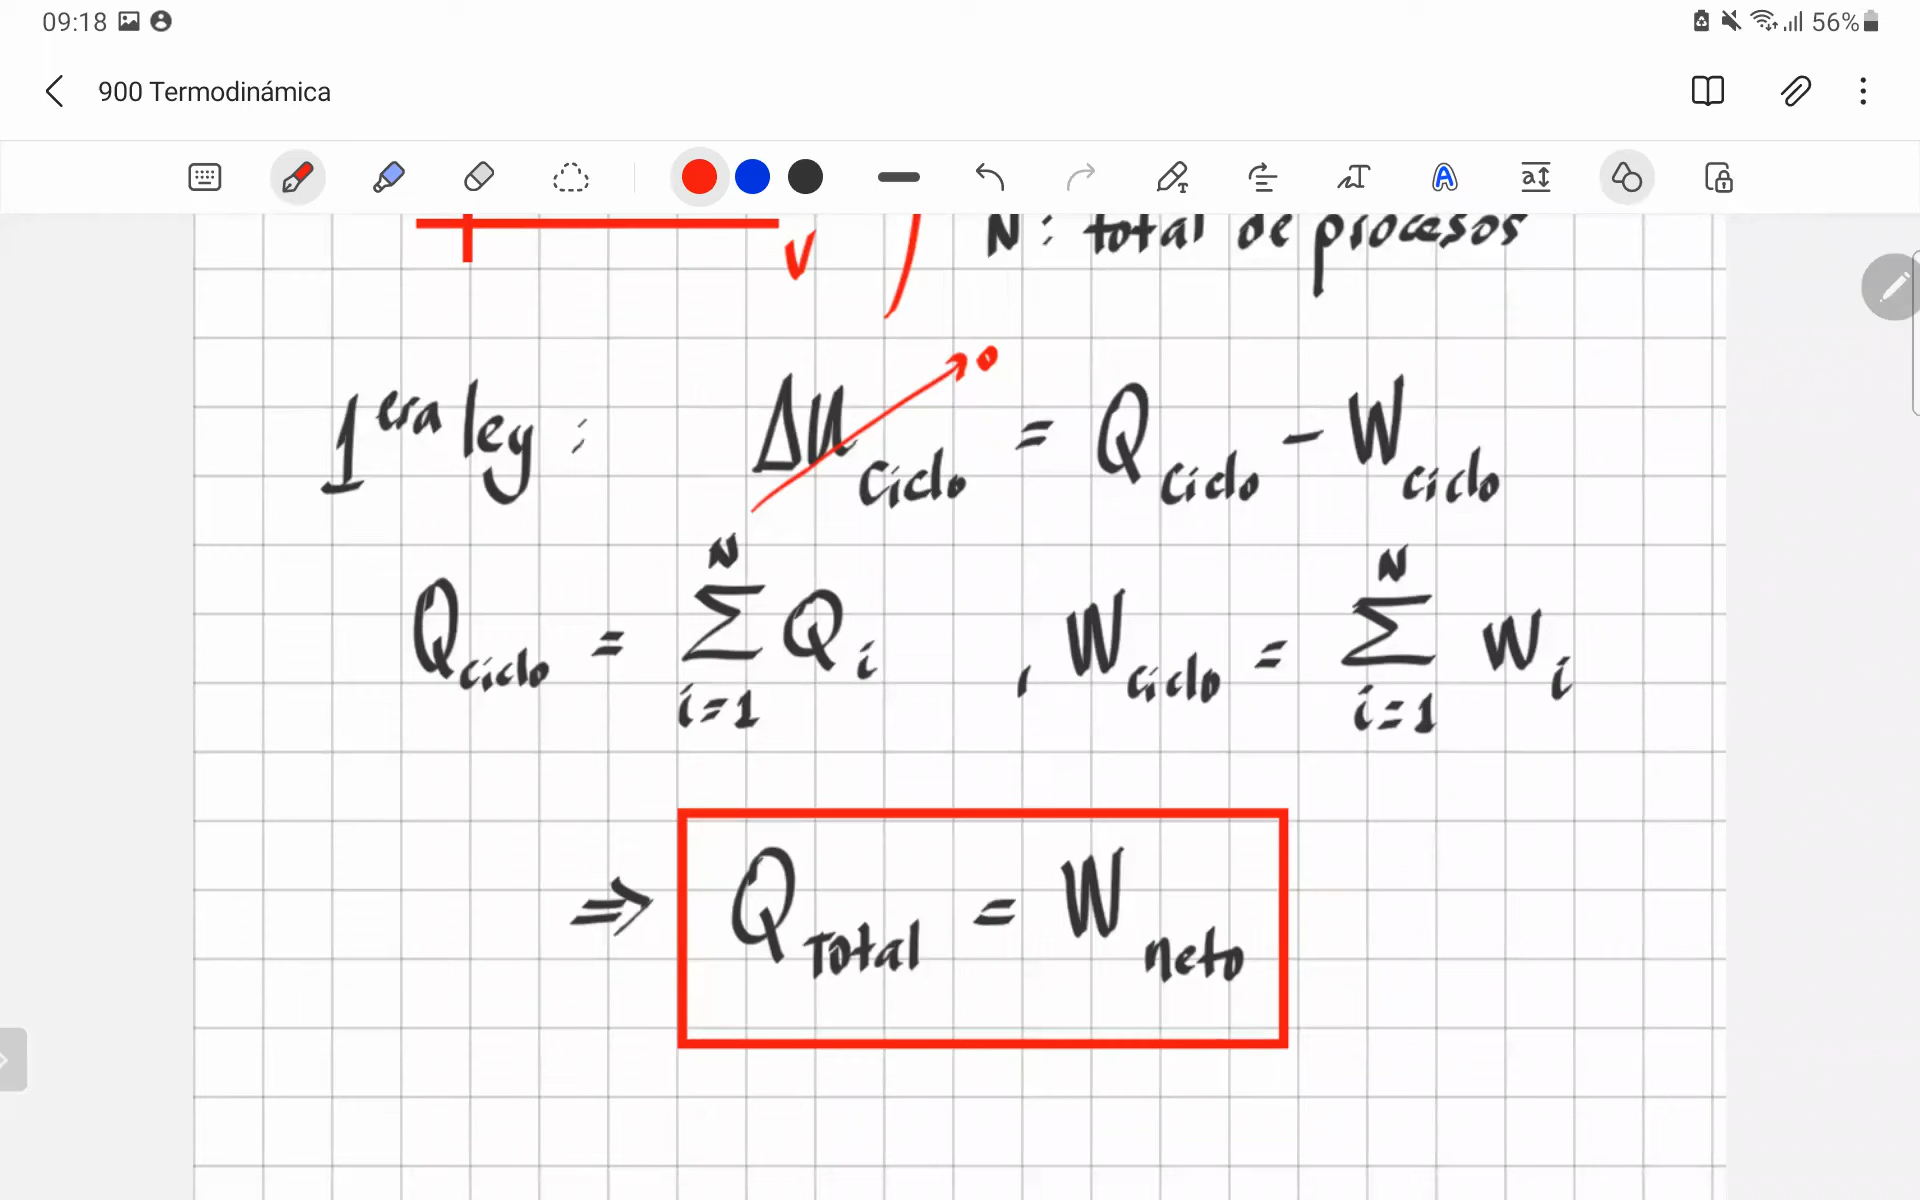 09:18 56%
900 Termodinámica
V N: total de procesos
1era ley: ΔU ciclo = Q ciclo − W ciclo
0
Q ciclo = N Σ i=1 Q i , W ciclo = N Σ i=1 W i
⇒ Q Total = W neto